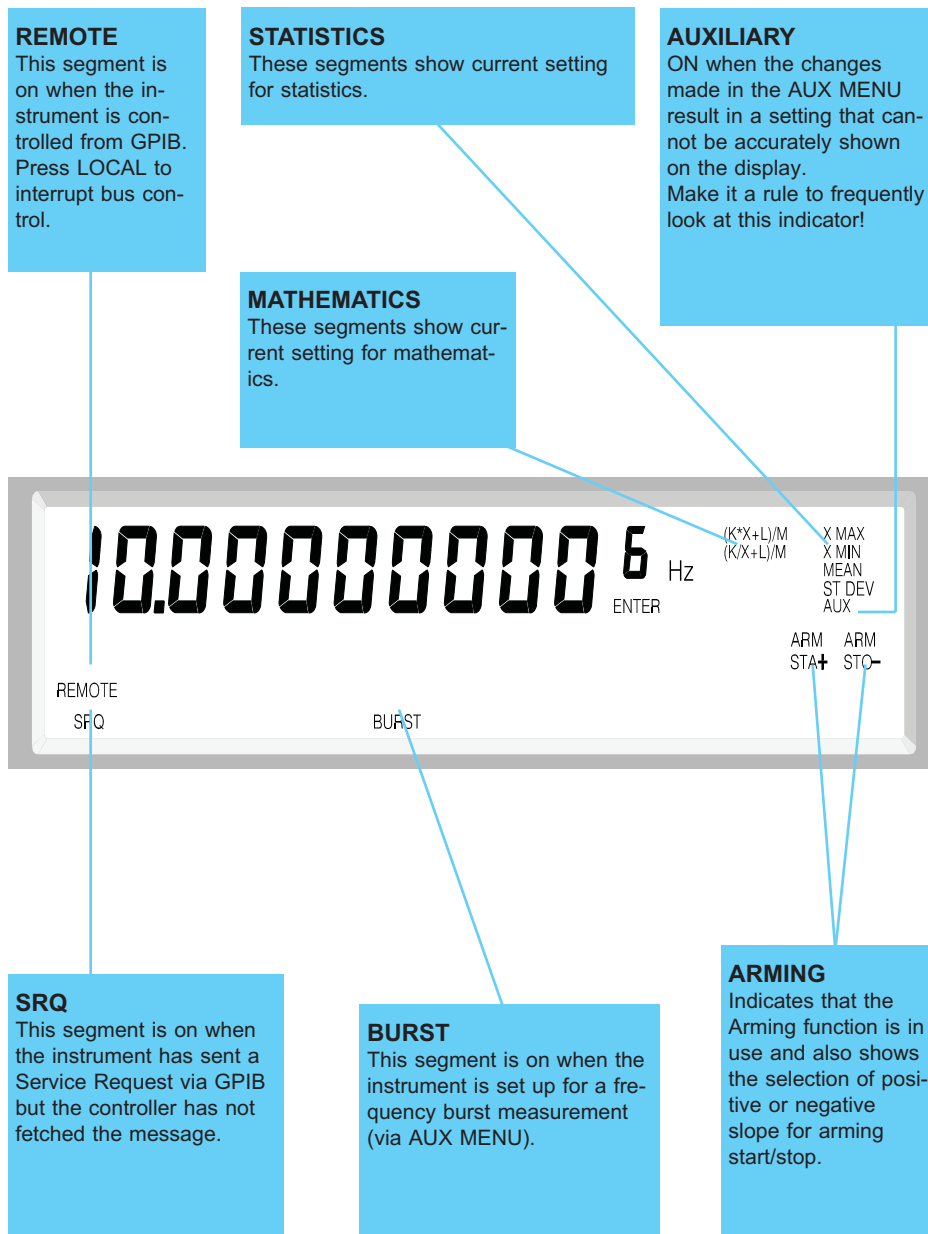 REMOTE
This segment is
on when the in-
strument is con-
trolled from GPIB.
Press LOCAL to
interrupt bus con-
trol.
STATISTICS
These segments show current setting
for statistics.
AUXILIARY
ON when the changes
made in the AUX MENU
result in a setting that can-
not be accurately shown
on the display.
Make it a rule to frequently
look at this indicator!
MATHEMATICS
These segments show cur-
rent setting for mathemat-
ics.
10.000000000 6 Hz
ENTER
(K*X+L)/M
(K/X+L)/M
X MAX
X MIN
MEAN
ST DEV
AUX
ARM ARM
STA+ STO-
REMOTE
SRQ
BURST
SRQ
This segment is on when
the instrument has sent a
Service Request via GPIB
but the controller has not
fetched the message.
BURST
This segment is on when the
instrument is set up for a fre-
quency burst measurement
(via AUX MENU).
ARMING
Indicates that the
Arming function is in
use and also shows
the selection of posi-
tive or negative
slope for arming
start/stop.